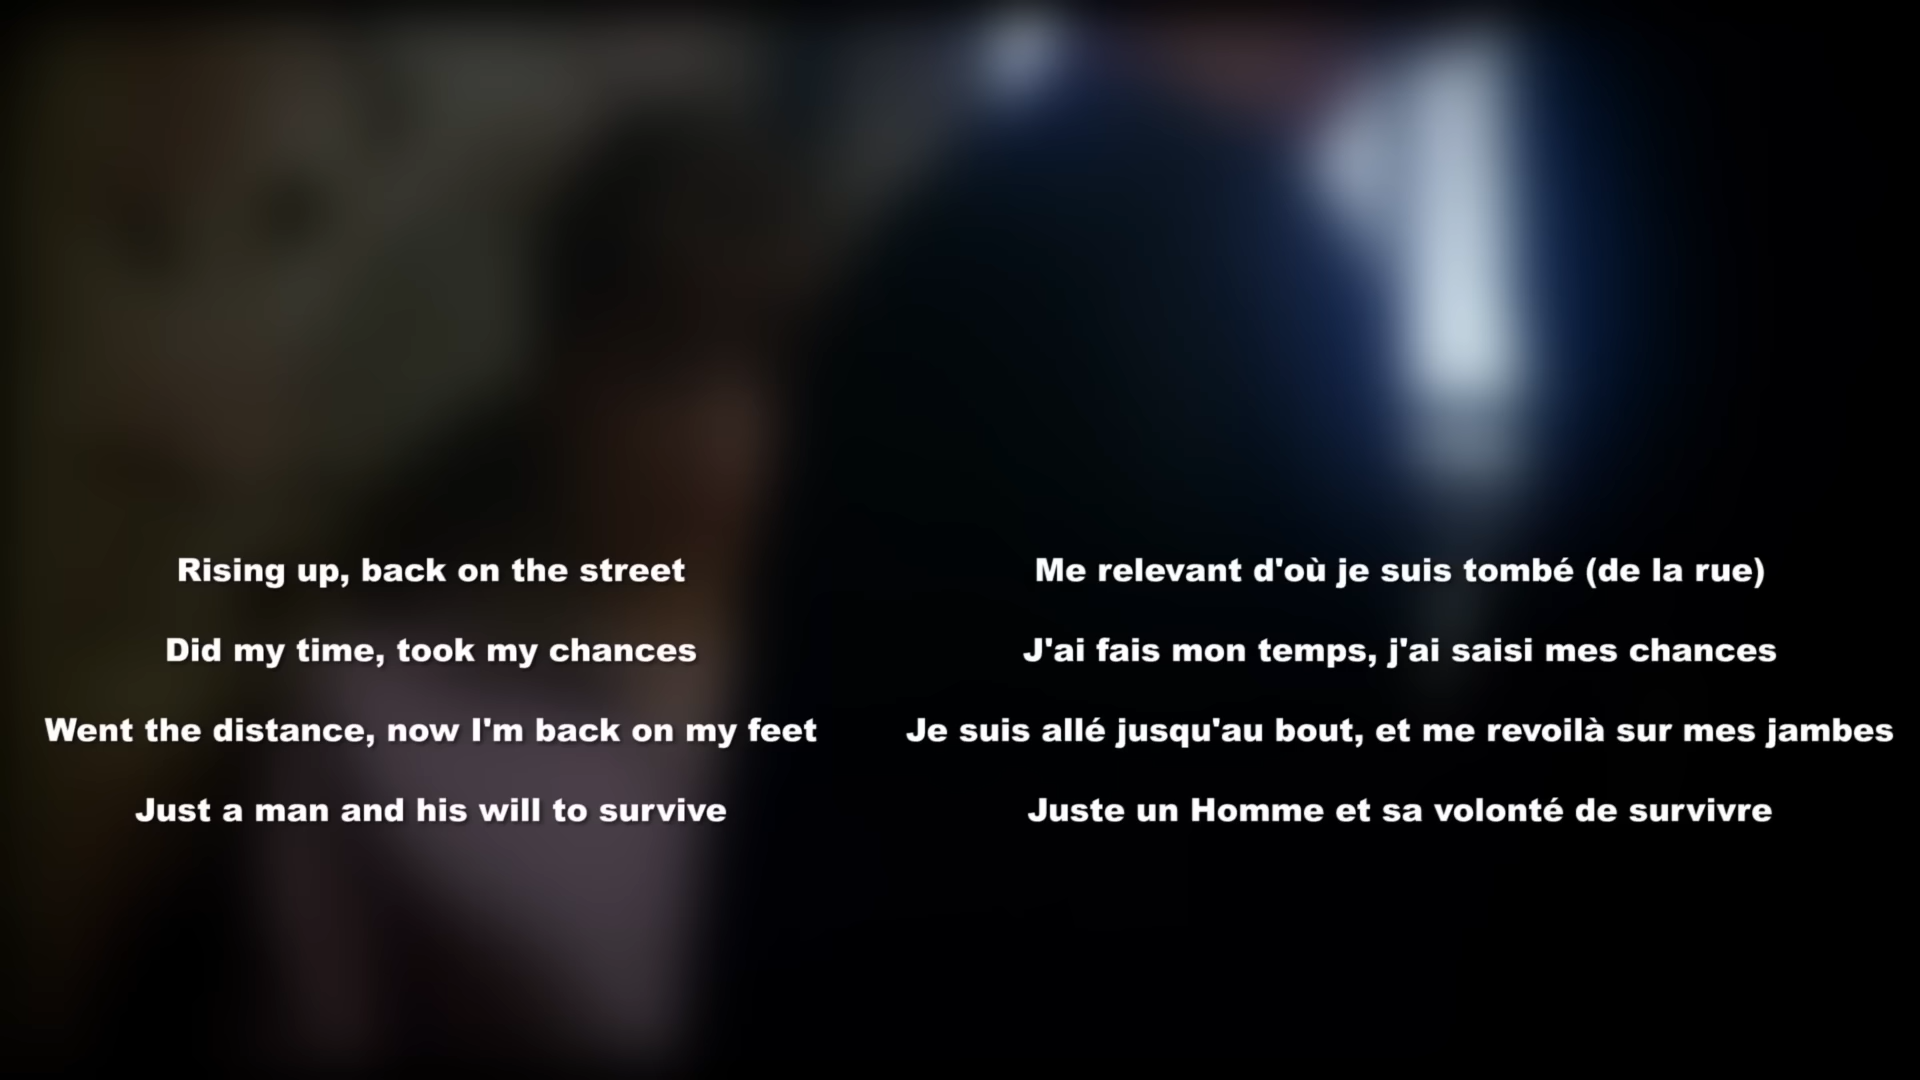 Rising up, back on the street
Did my time, took my chances
Went the distance, now I'm back on my feet
Just a man and his will to survive
Me relevant d'où je suis tombé (de la rue)
J'ai fais mon temps, j'ai saisi mes chances
Je suis allé jusqu'au bout, et me revoilà sur mes jambes
Juste un Homme et sa volonté de survivre